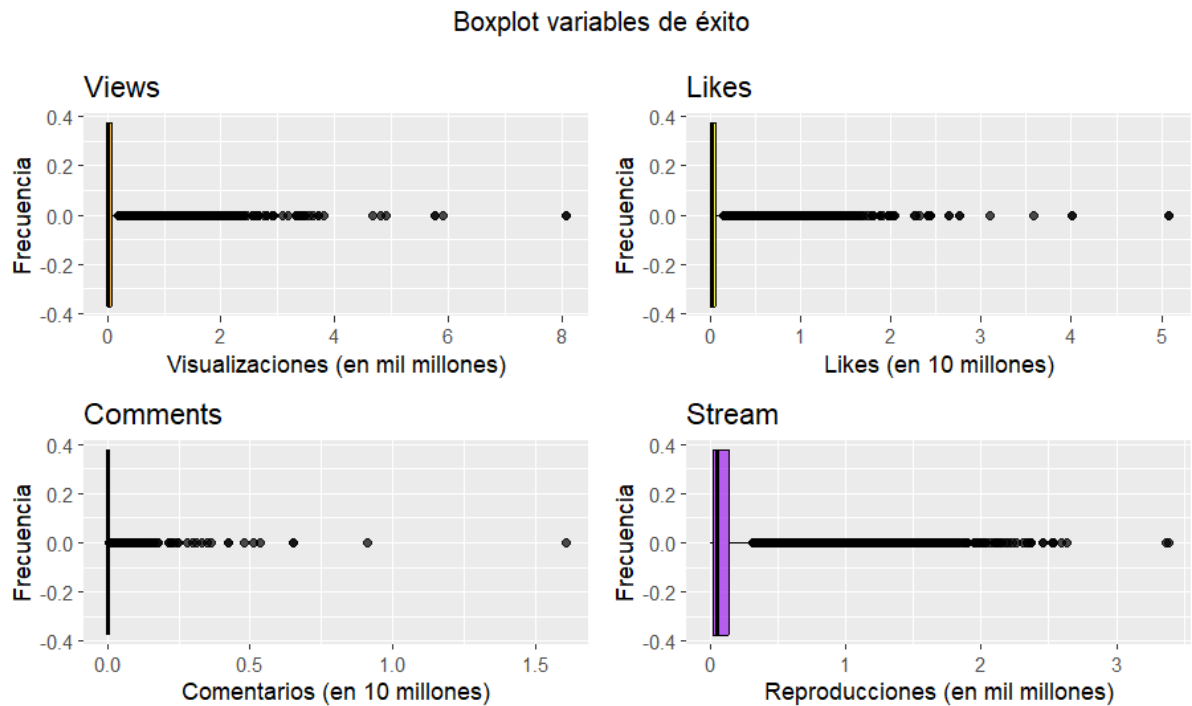 Boxplot variables de éxito
Views
0.4
0.2
0.0
-0.2
-0.4
Frecuencia
0 2 4 6 8
Visualizaciones (en mil millones)
Likes
0.4
0.2
0.0
-0.2
-0.4
Frecuencia
0 1 2 3 4 5
Likes (en 10 millones)
Comments
0.4
0.2
0.0
-0.2
-0.4
Frecuencia
0.0 0.5 1.0 1.5
Comentarios (en 10 millones)
Stream
0.4
0.2
0.0
-0.2
-0.4
Frecuencia
0 1 2 3
Reproducciones (en mil millones)